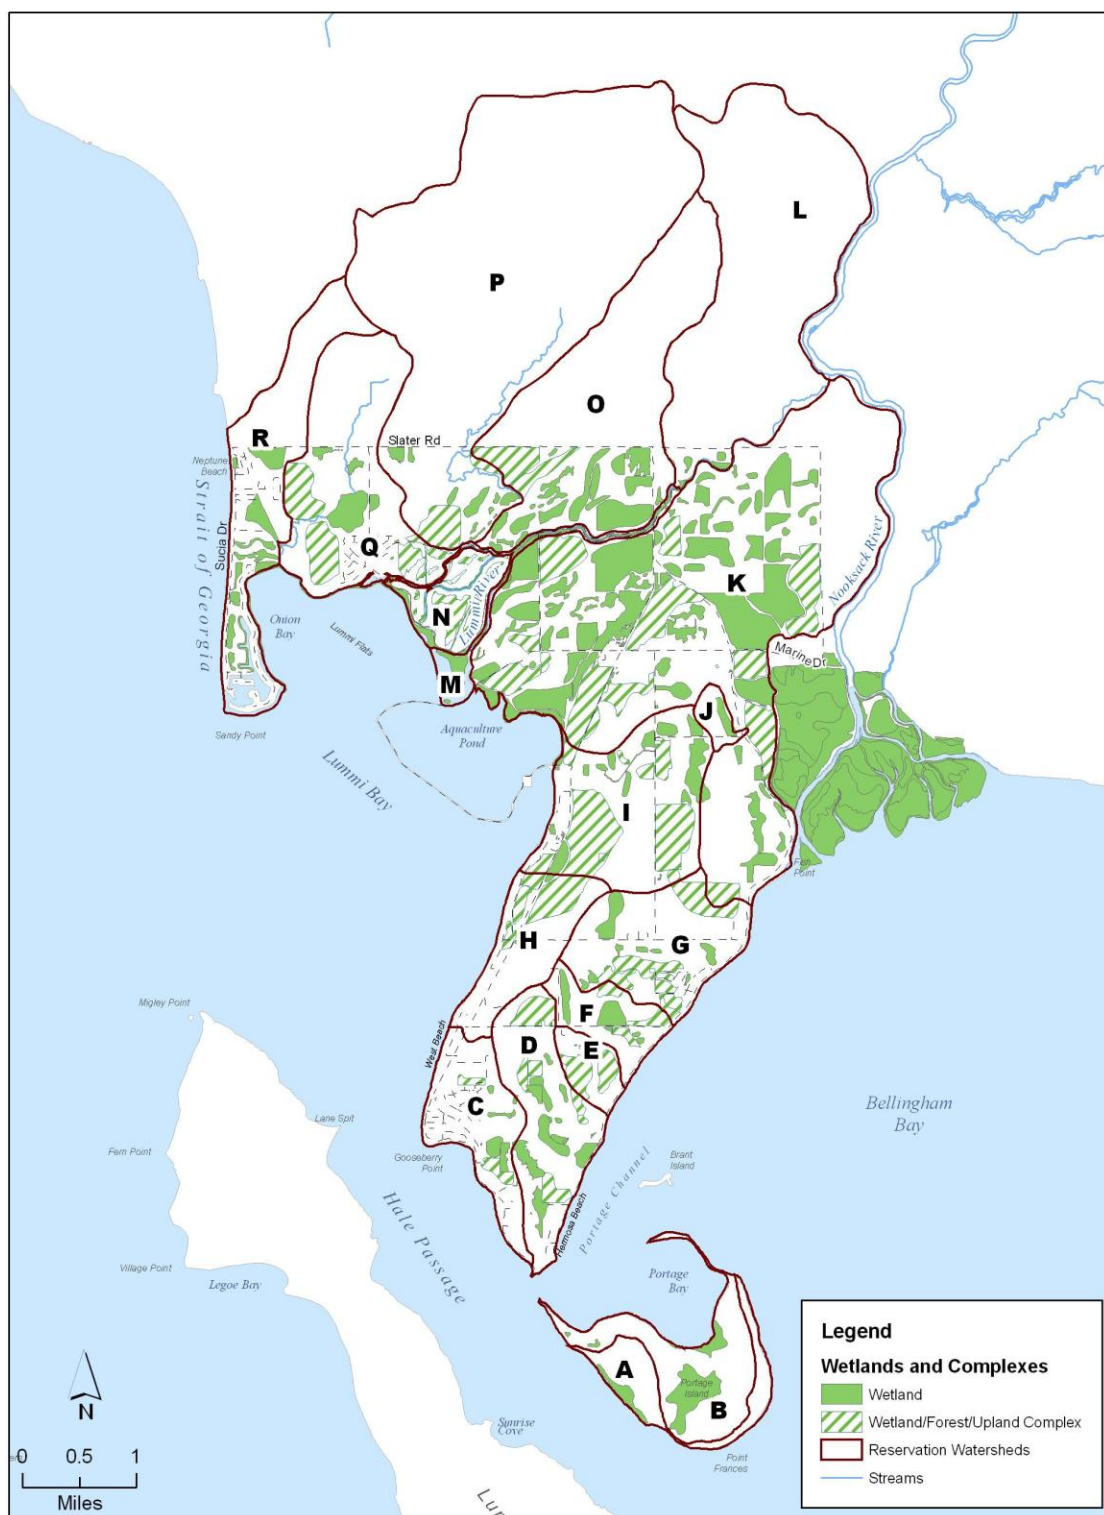 L
P
O
R
Slater Rd
Neptune
Beach
Strait of Georgia
Sucia Dr
Q
K
Nooksack River
Lummi River
N
Onion
Bay
Lummi Flats
Marine Dr
M
J
Sandy Point
Aquaculture
Pond
Lummi Bay
I
Fish
Point
H
G
Migley Point
F
West Beach
D
E
C
Bellingham
Bay
Lane Spit
Fern Point
Gooseberry
Point
Brant
Island
Portage Channel
Hermosa Beach
Hale Passage
Village Point
Legoe Bay
Portage
Bay
A
Portage
Island
B
Sunrise
Cove
Point
Frances
N
0 0.5 1
Miles
Legend
Wetlands and Complexes
Wetland
Wetland/Forest/Upland Complex
Reservation Watersheds
Streams